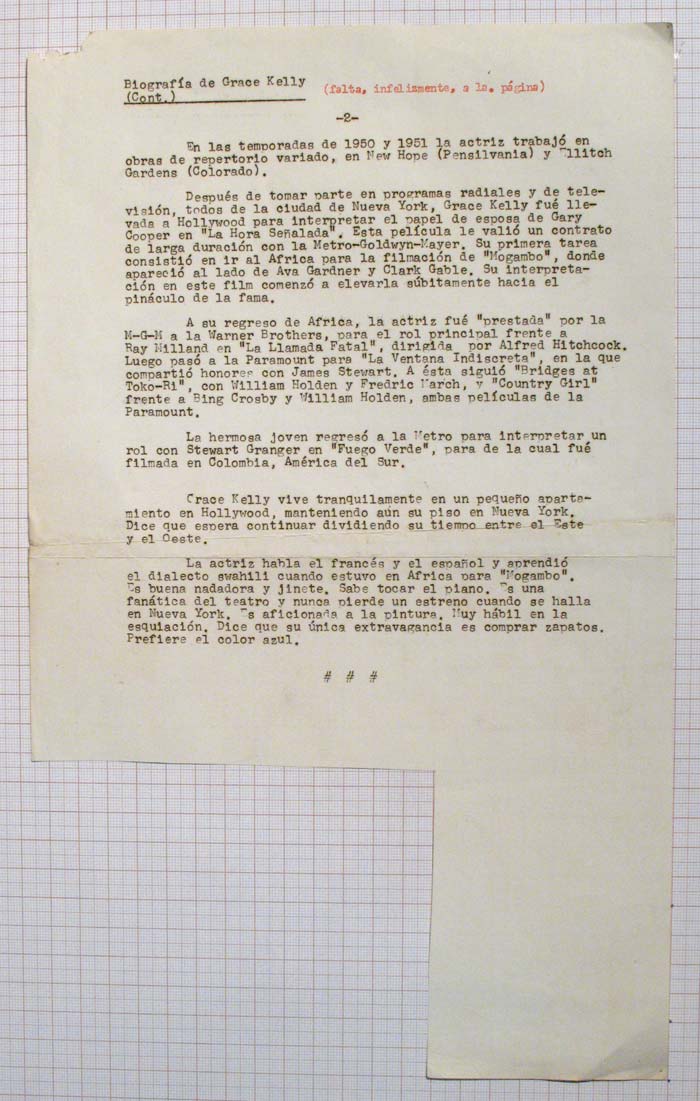 Biografía de Grace Kelly (falta, infelizmente, a 1a. página)
(Cont.)
-2-
En las temporadas de 1950 y 1951 la actriz trabajó en
obras de repertorio variado, en New Hope (Pensilvania) y Ellitch
Gardens (Colorado).
Después de tomar parte en programas radiales y de tele-
visión, todos de la ciudad de Nueva York, Grace Kelly fué lle-
vada a Hollywood para interpretar el papel de esposa de Gary
Cooper en "La Hora Señalada". Esta película le valió un contrato
de larga duración con la Metro-Goldwyn-Mayer. Su primera tarea
consistió en ir al Africa para la filmación de "Mogambo", donde
apareció al lado de Ava Gardner y Clark Gable. Su interpreta-
ción en este film comenzó a elevarla súbitamente hacia el
pináculo de la fama.
A su regreso de Africa, la actriz fué "prestada" por la
M-G-M a la Warner Brothers, para el rol principal frente a
Ray Milland en "La Llamada Fatal", dirigida por Alfred Hitchcock.
Luego pasó a la Paramount para "La Ventana Indiscreta", en la que
compartió honores con James Stewart. A ésta siguió "Bridges at
Toko-Ri", con William Holden y Fredric March, y "Country Girl"
frente a Bing Crosby y William Holden, ambas películas de la
Paramount.
La hermosa joven regresó a la Metro para interpretar un
rol con Stewart Granger en "Fuego Verde", para de la cual fué
filmada en Colombia, América del Sur.
Crace Kelly vive tranquilamente en un pequeño aparta-
miento en Hollywood, manteniendo aún su piso en Nueva York.
Dice que espera continuar dividiendo su tiempo entre el Este
y el Oeste.
La actriz habla el francés y el español y aprendió
el dialecto swahili cuando estuvo en Africa para "Mogambo".
Es buena nadadora y jinete. Sabe tocar el piano. Es una
fanática del teatro y nunca pierde un estreno cuando se halla
en Nueva York. Es aficionada a la pintura. Muy hábil en la
esquiación. Dice que su única extravagancia es comprar zapatos.
Prefiere el color azul.
# # #